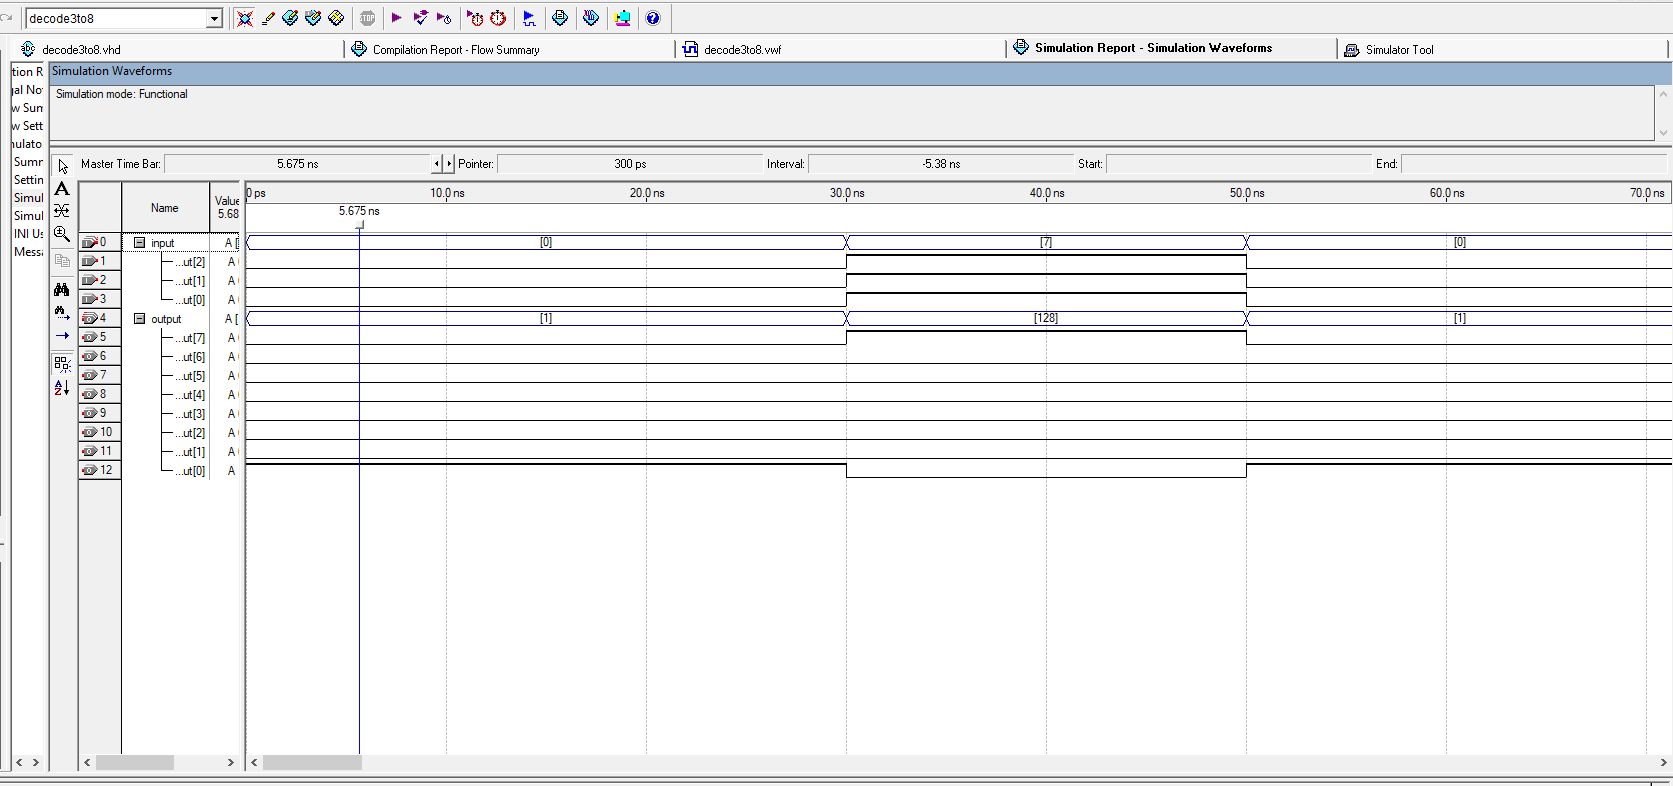 decode3to8
STOP
decode3to8.vhd
Compilation Report - Flow Summary
decode3to8.vwf
Simulation Report - Simulation Waveforms
Simulator Tool
tion R
Simulation Waveforms
gal No
Simulation mode: Functional
w Sum
w Sett
nulato
Summ
Settin
Simul
Simul
INI Us
Messa
Master Time Bar: 5.675 ns Pointer: 300 ps Interval: -5.38 ns Start: End:
Name
Value
5.68
0 ps 10.0 ns 20.0 ns 30.0 ns 40.0 ns 50.0 ns 60.0 ns 70.0 ns
5.675 ns
0 input A [ [0] [7] [0]
1 ...ut[2] A
2 ...ut[1] A
3 ...ut[0] A
4 output A [ [1] [128] [1]
5 ...ut[7] A
6 ...ut[6] A
7 ...ut[5] A
8 ...ut[4] A
9 ...ut[3] A
10 ...ut[2] A
11 ...ut[1] A
12 ...ut[0] A